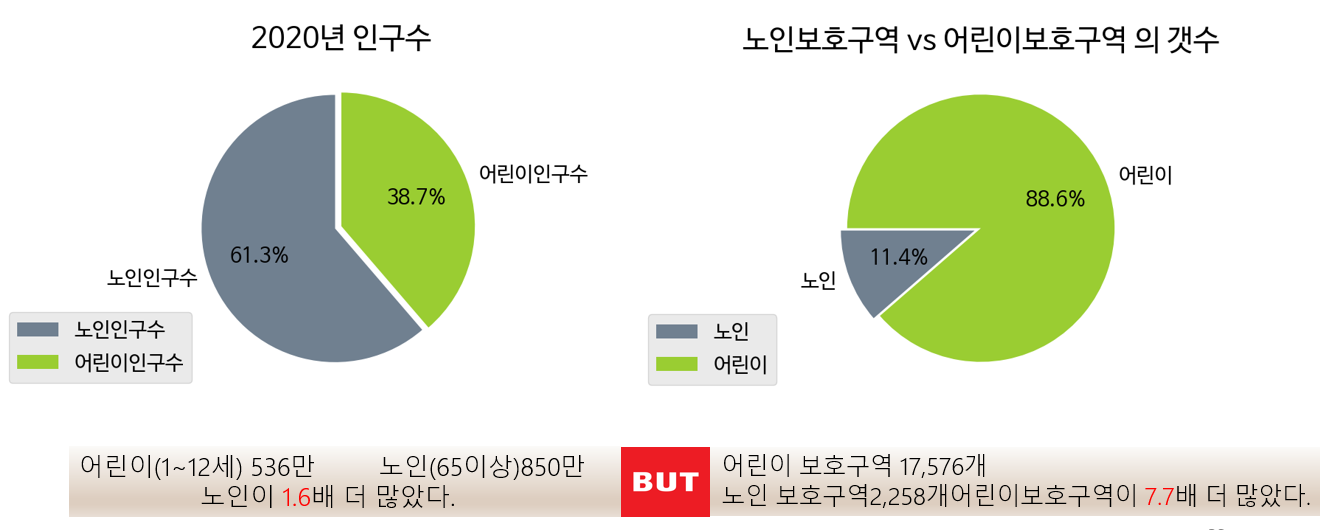 2020년 인구수
어린이인구수
38.7%
61.3%
노인인구수
노인인구수
어린이인구수
노인보호구역 vs 어린이보호구역 의 갯수
어린이
88.6%
11.4%
노인
노인
어린이
어린이(1~12세) 536만 노인(65이상)850만
노인이 1.6배 더 많았다.
BUT
어린이 보호구역 17,576개
노인 보호구역2,258개어린이보호구역이 7.7배 더 많았다.